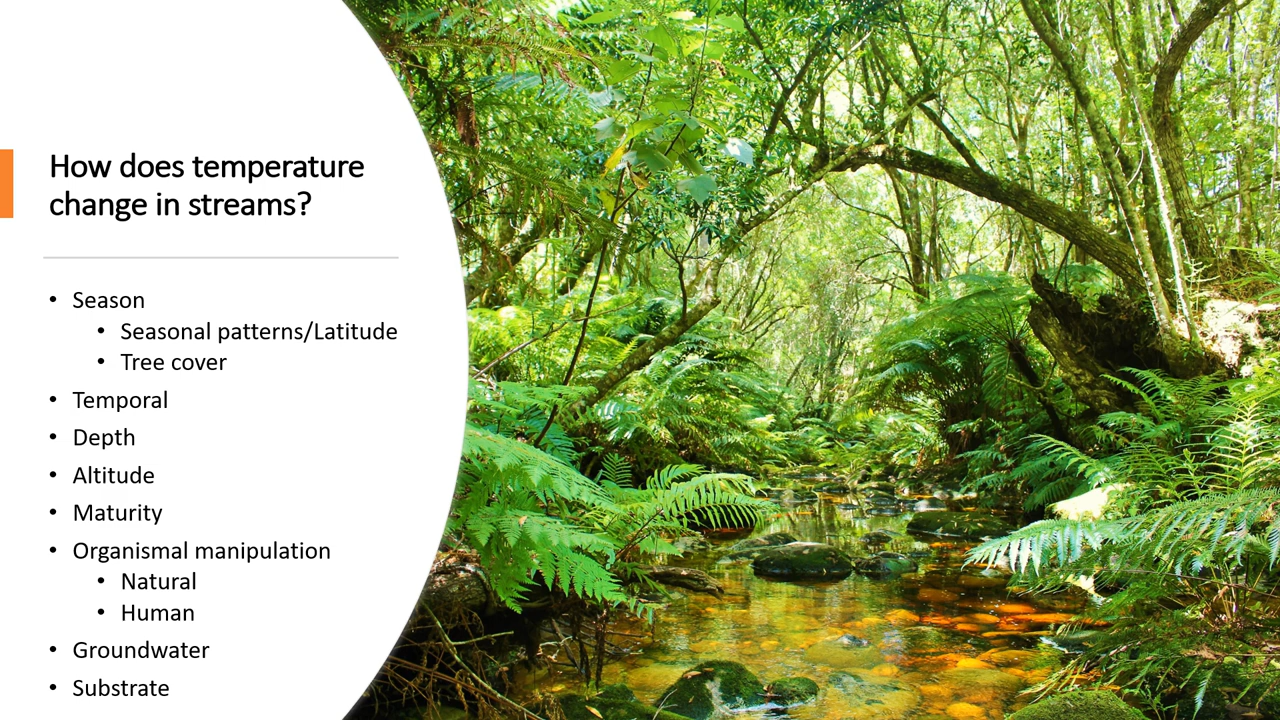 How does temperature
change in streams?
• Season
• Seasonal patterns/Latitude
• Tree cover
• Temporal
• Depth
• Altitude
• Maturity
• Organismal manipulation
• Natural
• Human
• Groundwater
• Substrate